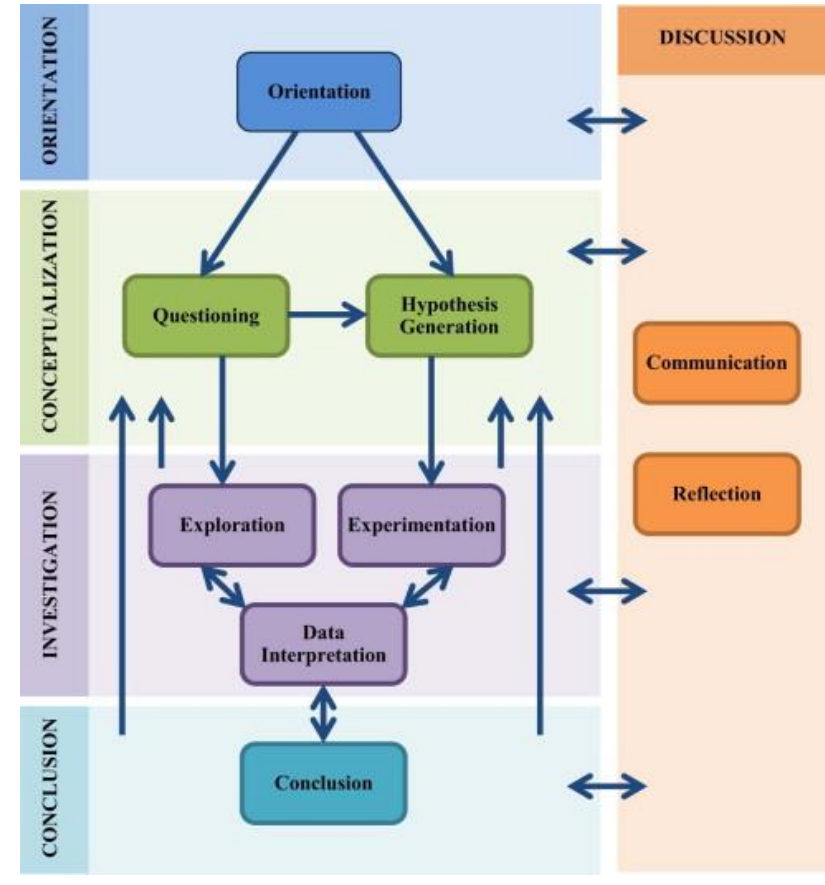 ORIENTATION
Orientation
CONCEPTUALIZATION
Questioning
Hypothesis
Generation
INVESTIGATION
Exploration
Experimentation
Data
Interpretation
CONCLUSION
Conclusion
DISCUSSION
Communication
Reflection